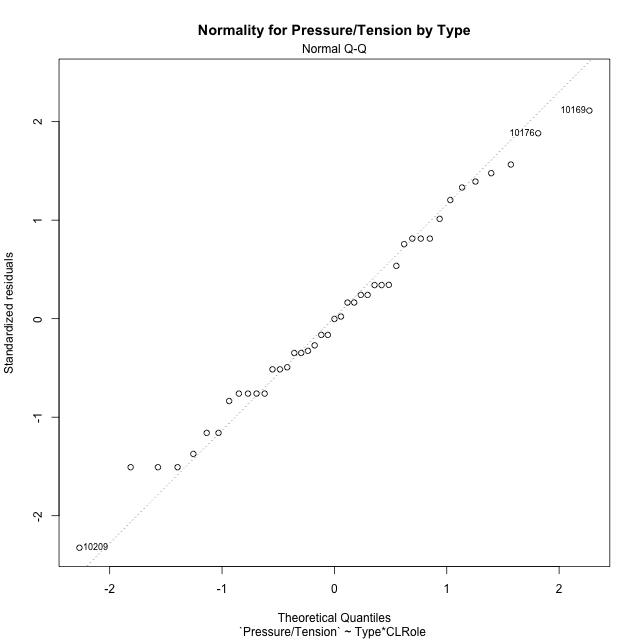 Normality for Pressure/Tension by Type
Normal Q-Q
2
1
0
-1
-2
Standardized residuals
10169
10176
10209
-2
-1
0
1
2
Theoretical Quantiles
`Pressure/Tension` ~ Type*CLRole